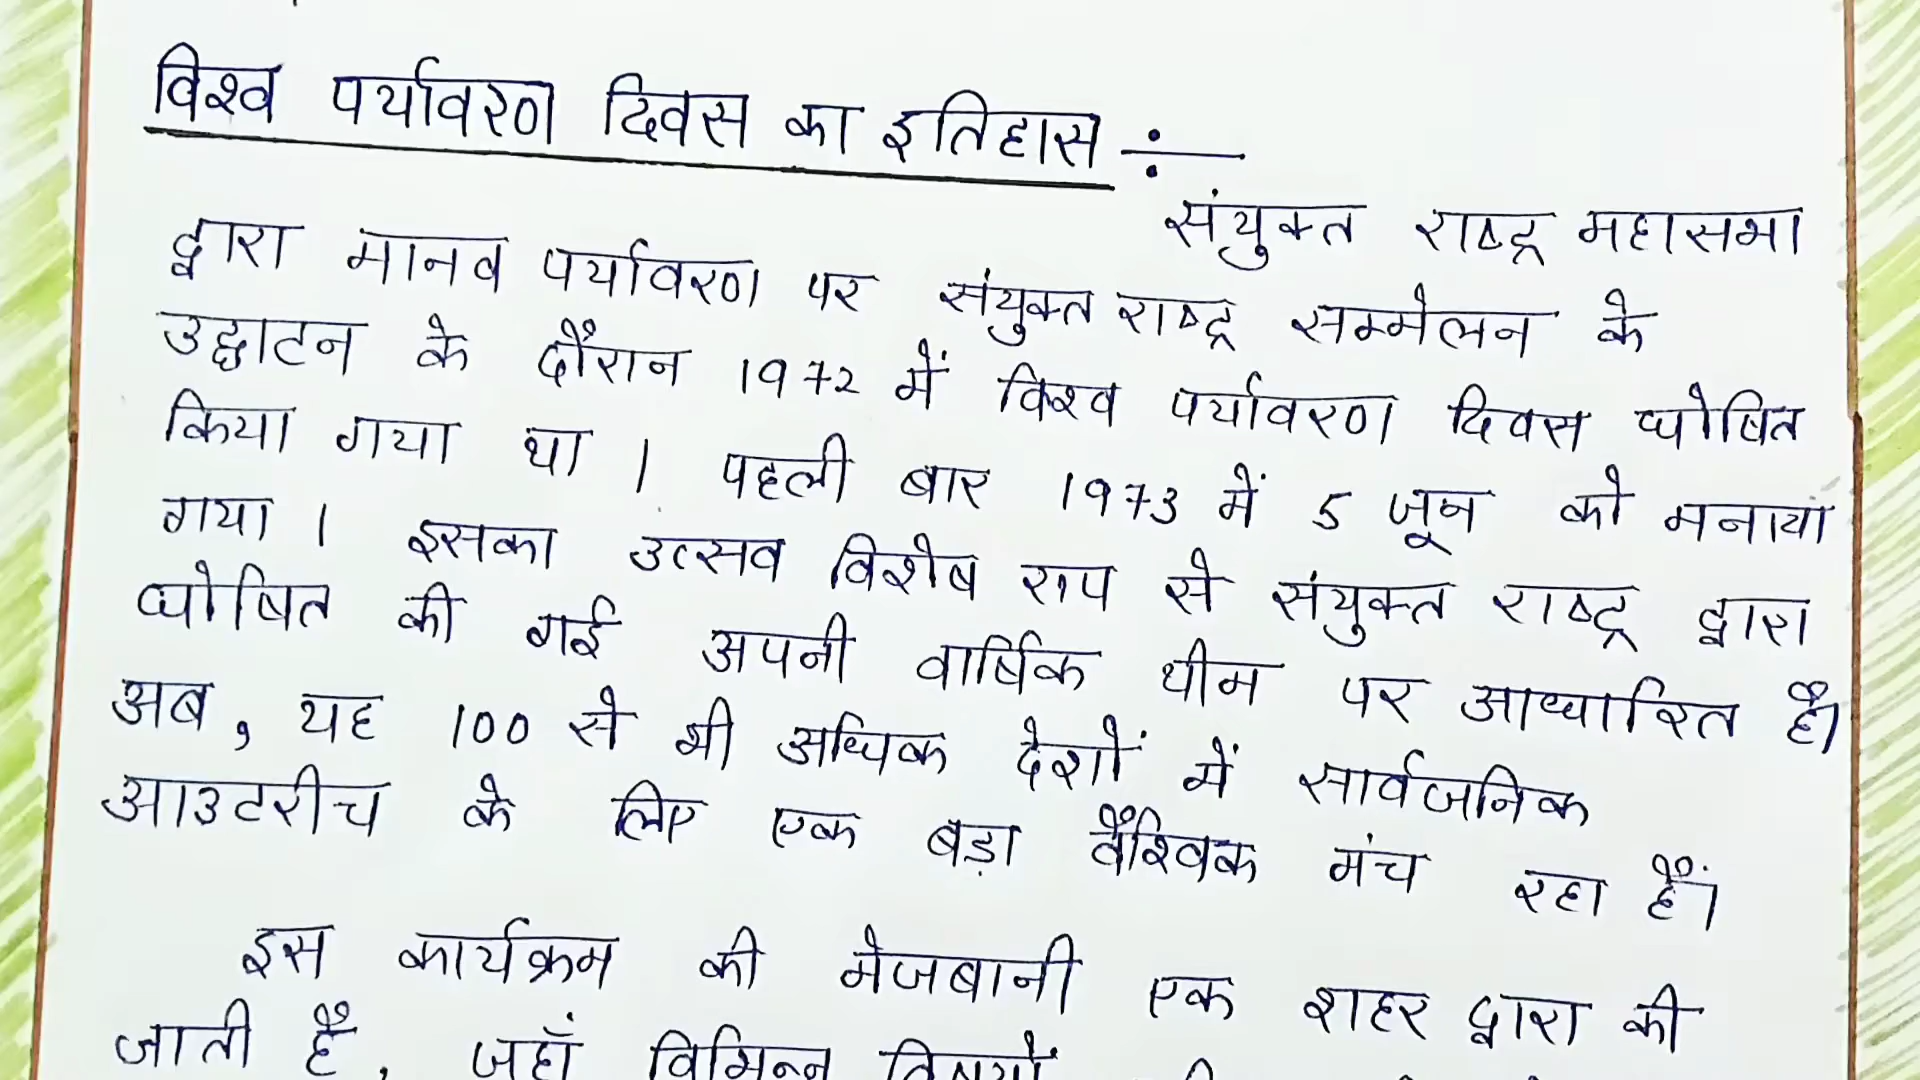 विश्व पर्यावरण दिवस का इतिहास ÷
संयुक्त राष्ट्र महासभा
द्वारा मानव पर्यावरण पर संयुक्त राष्ट्र सम्मेलन के
उद्घाटन के दौरान 1972 में विश्व पर्यावरण दिवस घोषित
किया गया था । पहली बार 1973 में 5 जून को मनाया
गया । इसका उत्सव विशेष रूप से संयुक्त राष्ट्र द्वारा
घोषित की गई अपनी वार्षिक थीम पर आधारित है।
अब, यह 100 से भी अधिक देशों में सार्वजनिक
आउटरीच के लिए एक बड़ा वैश्विक मंच रहा हैं।
इस कार्यक्रम की मेजबानी एक शहर द्वारा की
जाती है, जहाँ विभिन्न विषयों